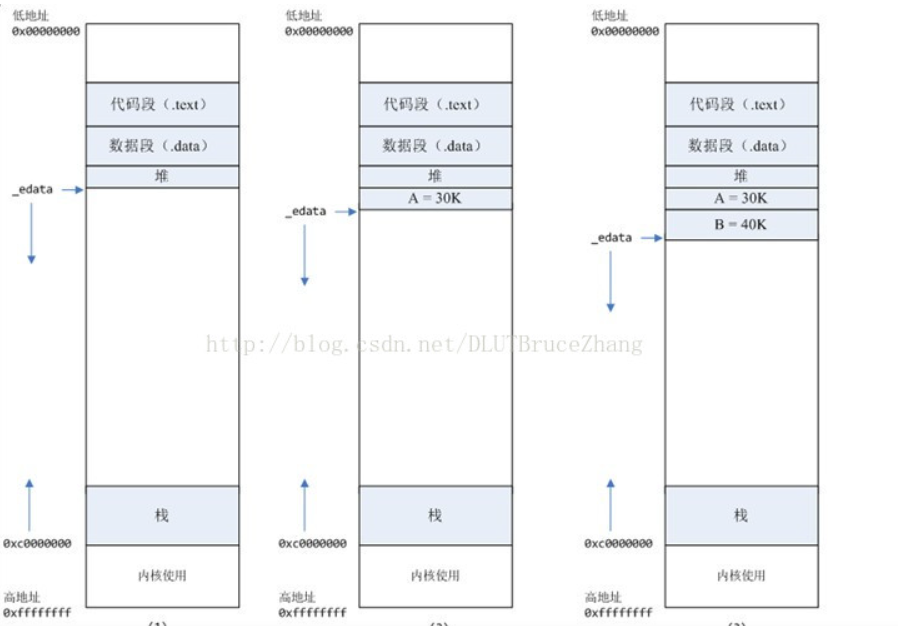 低地址
0x00000000
代码段（.text）
数据段（.data）
堆
_edata
栈
0xc0000000
内核使用
高地址
0xffffffff
(1)
低地址
0x00000000
代码段（.text）
数据段（.data）
堆
A = 30K
_edata
栈
0xc0000000
内核使用
高地址
0xffffffff
低地址
0x00000000
代码段（.text）
数据段（.data）
堆
A = 30K
B = 40K
_edata
栈
0xc0000000
内核使用
高地址
0xffffffff
http://blog.csdn.net/DLUTBruceZhang